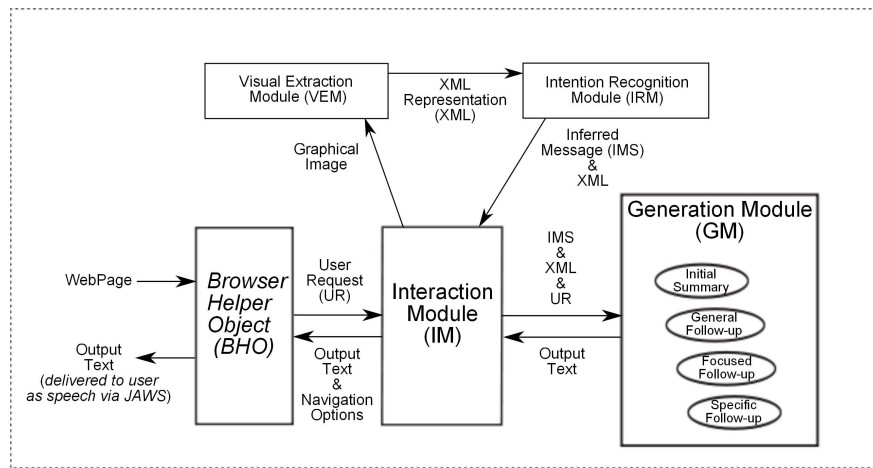 Visual Extraction
Module (VEM)
XML
Representation
(XML)
Intention Recognition
Module (IRM)
Graphical
Image
Inferred
Message (IMS)
&
XML
Generation Module
(GM)
Initial
Summary
General
Follow-up
Focused
Follow-up
Specific
Follow-up
WebPage
Browser
Helper
Object
(BHO)
User
Request
(UR)
Interaction
Module
(IM)
IMS
&
XML
&
UR
Output
Text
(delivered to user
as speech via JAWS)
Output
Text
&
Navigation
Options
Output
Text